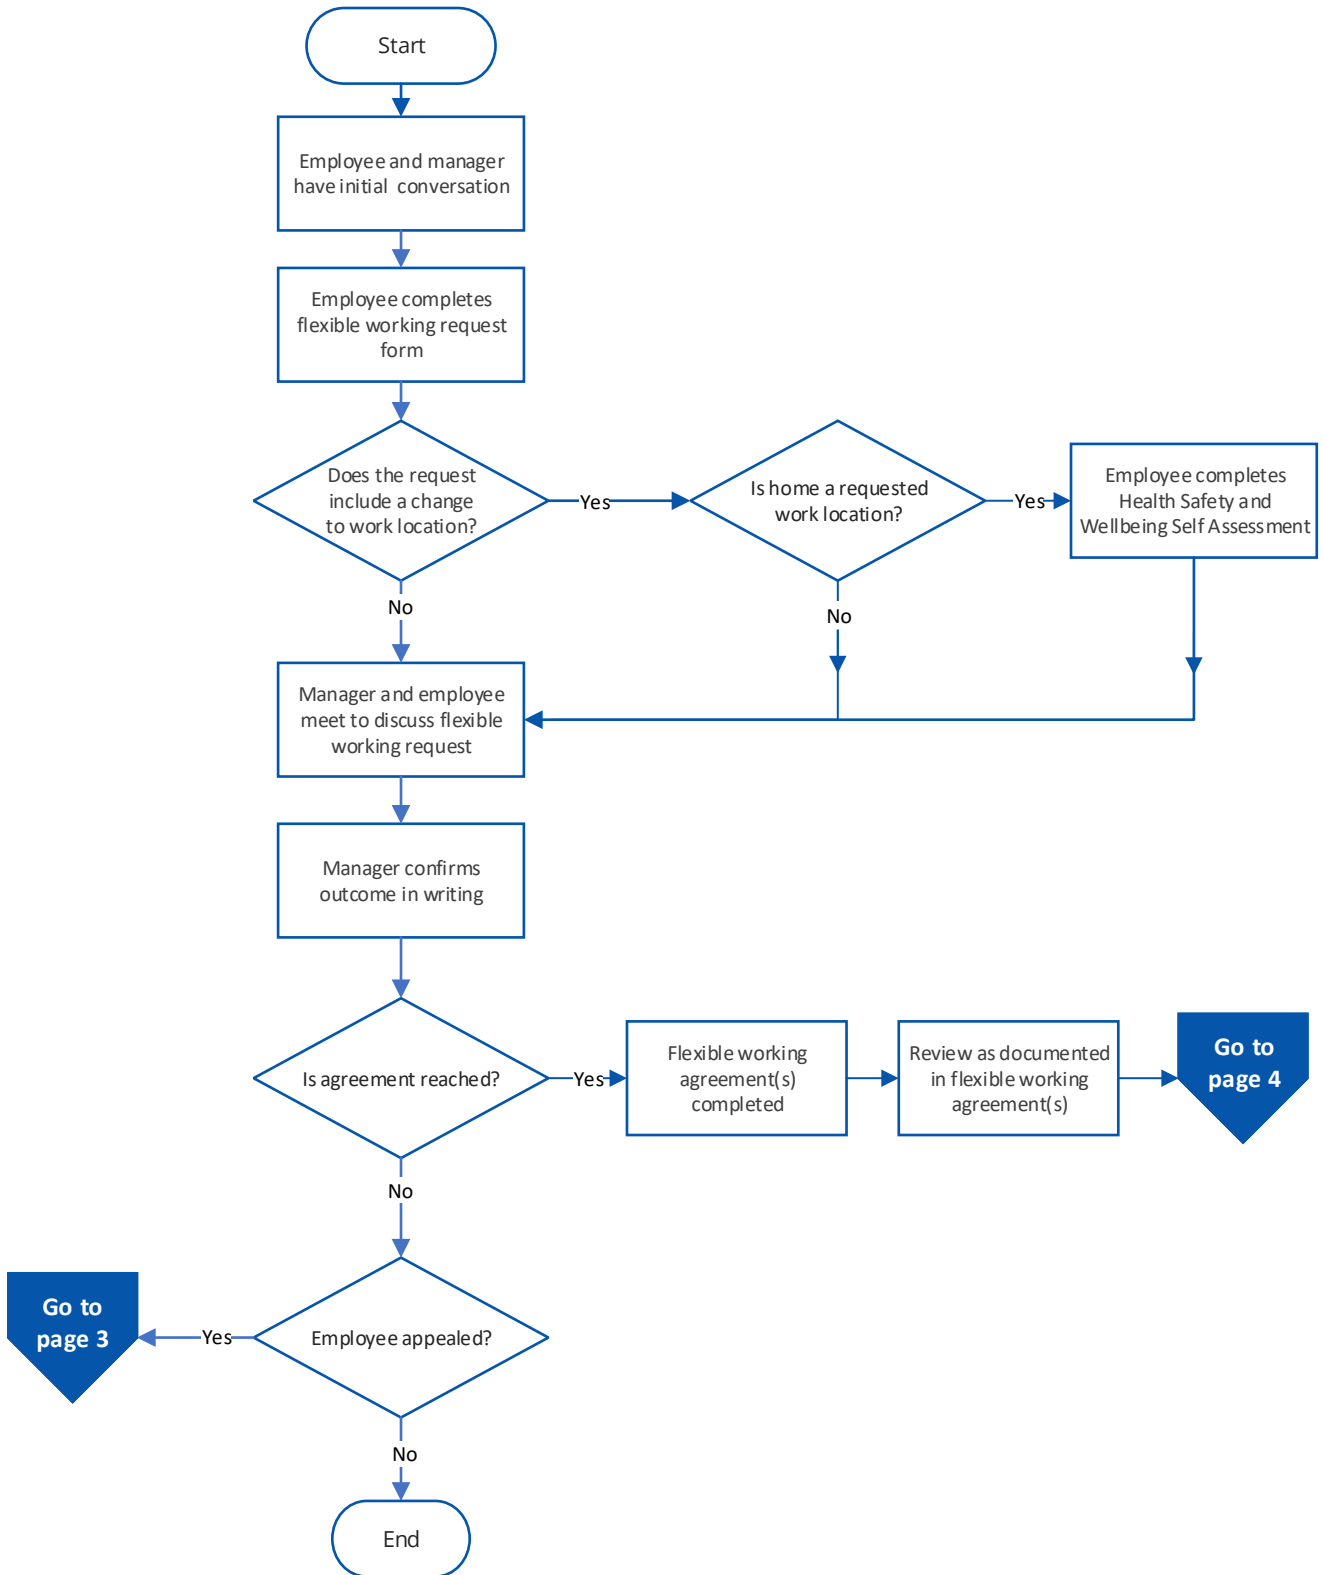 Start
Employee and manager
have initial conversation
Employee completes
flexible working request
form
Does the request
include a change
to work location?
Yes
Is home a requested
work location?
Yes
Employee completes
Health Safety and
Wellbeing Self Assessment
No
No
Manager and employee
meet to discuss flexible
working request
Manager confirms
outcome in writing
Is agreement reached?
Yes
Flexible working
agreement(s)
completed
Review as documented
in flexible working
agreement(s)
Go to
page 4
No
Employee appealed?
Yes
Go to
page 3
No
End